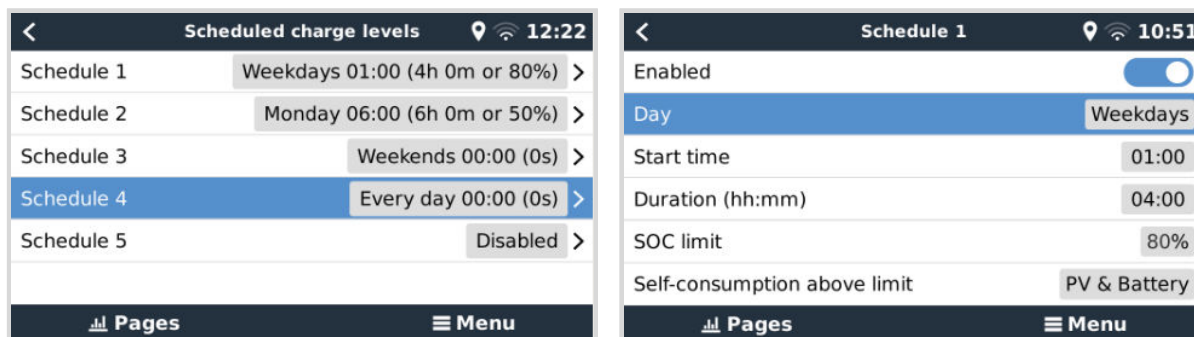 Scheduled charge levels 12:22
Schedule 1 Weekdays 01:00 (4h 0m or 80%)
Schedule 2 Monday 06:00 (6h 0m or 50%)
Schedule 3 Weekends 00:00 (0s)
Schedule 4 Every day 00:00 (0s)
Schedule 5 Disabled
Pages Menu
Schedule 1 10:51
Enabled
Day Weekdays
Start time 01:00
Duration (hh:mm) 04:00
SOC limit 80%
Self-consumption above limit PV & Battery
Pages Menu